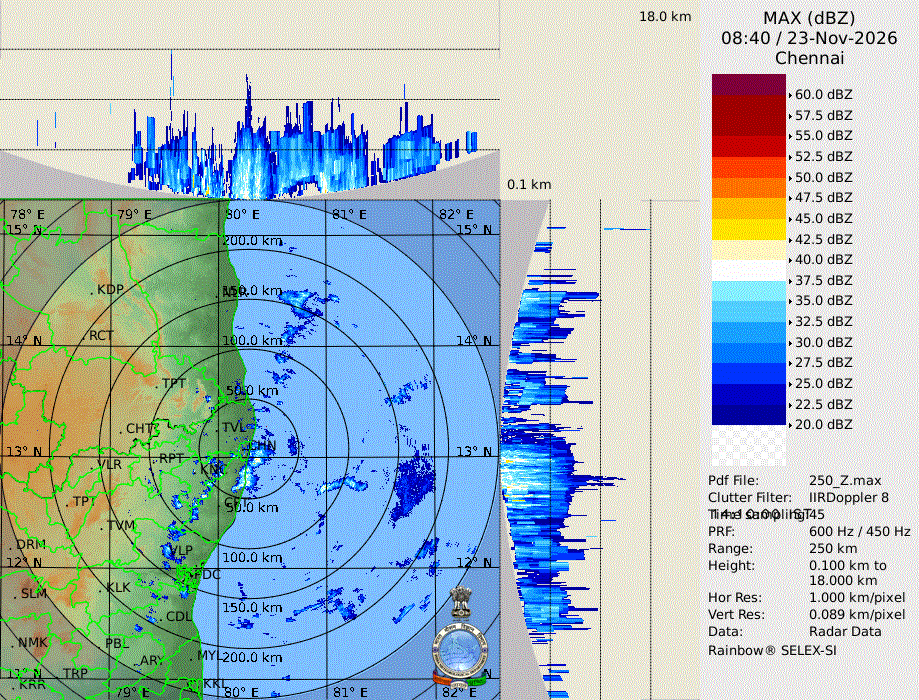 18.0 km
0.1 km
MAX (dBZ)
08:40 / 23-Nov-2026
Chennai
60.0 dBZ
57.5 dBZ
55.0 dBZ
52.5 dBZ
50.0 dBZ
47.5 dBZ
45.0 dBZ
42.5 dBZ
40.0 dBZ
37.5 dBZ
35.0 dBZ
32.5 dBZ
30.0 dBZ
27.5 dBZ
25.0 dBZ
22.5 dBZ
20.0 dBZ
78° E 79° E 80° E 81° E 82° E
15° N 15° N
200.0 km
KDP
150.0 km
100.0 km
14° N 14° N
RCT
TPT
50.0 km
CHT
TVL
13° N 13° N
VLR
RPT
TPT
50.0 km
TVM
DRM
VLP
100.0 km
12° N 12° N
PDC
SLM
KLK
150.0 km
CDL
NMK
PBL
ARY
MYL
200.0 km
TRP
KRR
KKL
79° E 80° E 81° E 82° E
Pdf File: 250_Z.max
Clutter Filter: IIRDoppler 8
PRF: 600 Hz / 450 Hz
Range: 250 km
Height: 0.100 km to
18.000 km
Hor Res: 1.000 km/pixel
Vert Res: 0.089 km/pixel
Data: Radar Data
Rainbow® SELEX-SI